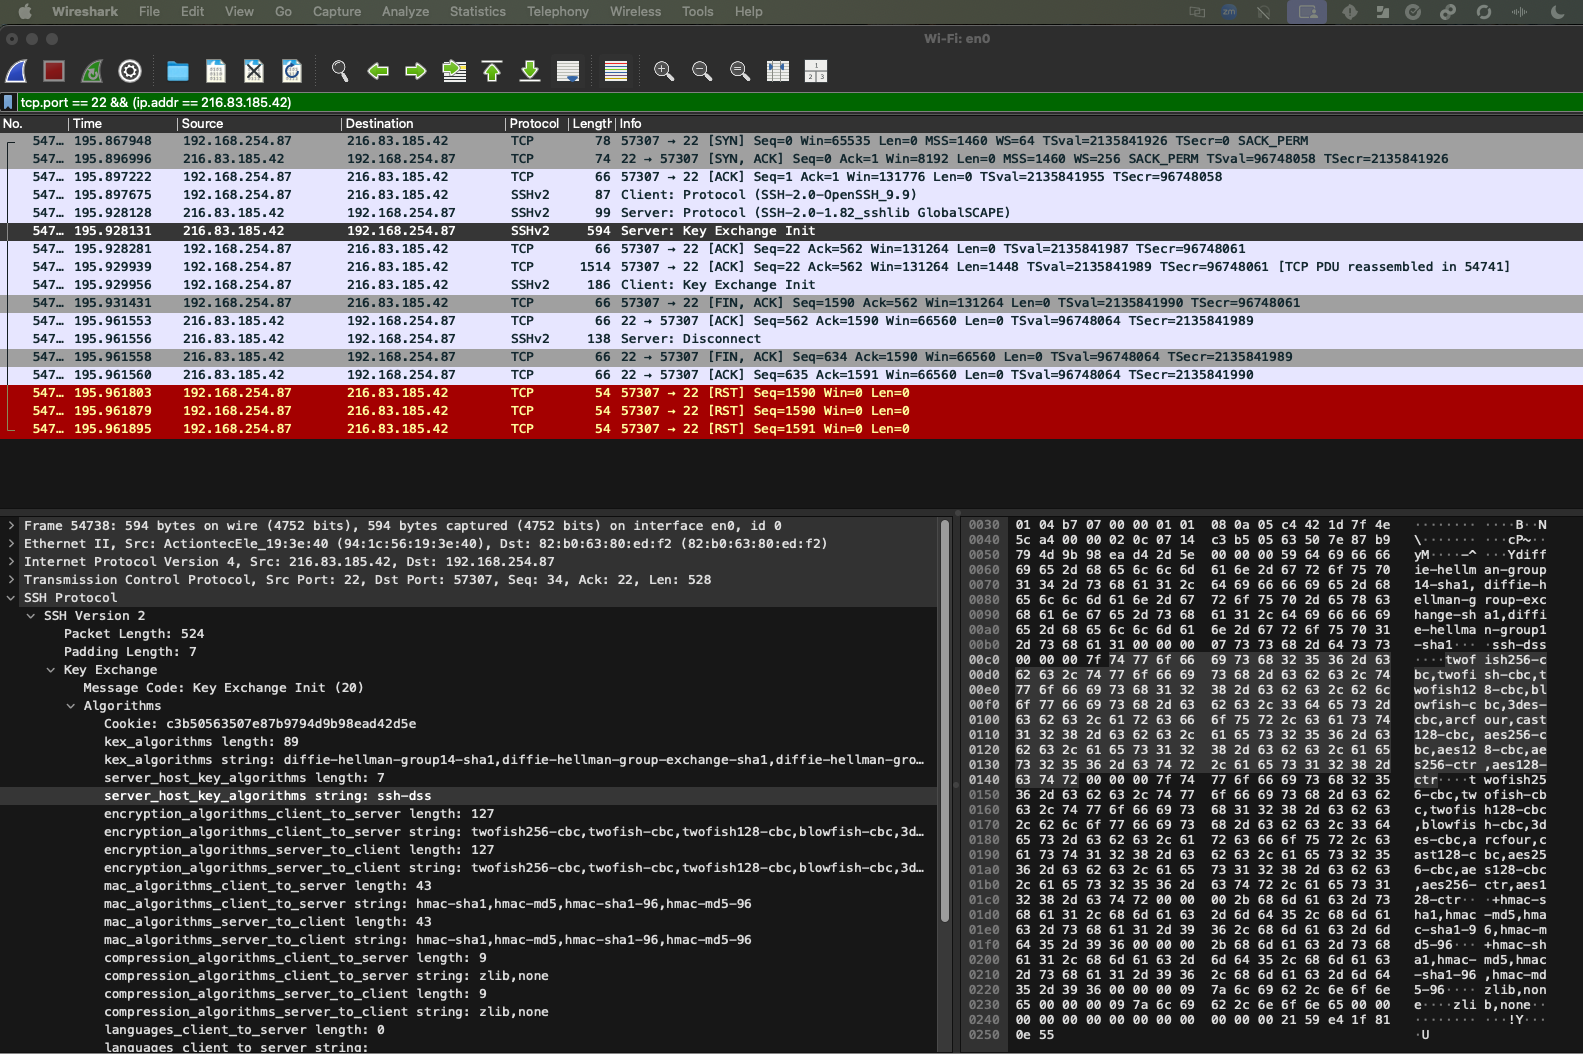 Wireshark File Edit View Go Capture Analyze Statistics Telephony Wireless Tools Help
zm
Wi-Fi: en0
tcp.port == 22 && (ip.addr == 216.83.185.42)
No. Time Source Destination Protocol Length Info
547… 195.867948 192.168.254.87 216.83.185.42 TCP 78 57307 → 22 [SYN] Seq=0 Win=65535 Len=0 MSS=1460 WS=64 TSval=2135841926 TSecr=0 SACK_PERM
547… 195.896996 216.83.185.42 192.168.254.87 TCP 74 22 → 57307 [SYN, ACK] Seq=0 Ack=1 Win=8192 Len=0 MSS=1460 WS=256 SACK_PERM TSval=96748058 TSecr=2135841926
547… 195.897222 192.168.254.87 216.83.185.42 TCP 66 57307 → 22 [ACK] Seq=1 Ack=1 Win=131776 Len=0 TSval=2135841955 TSecr=96748058
547… 195.897675 192.168.254.87 216.83.185.42 SSHv2 87 Client: Protocol (SSH-2.0-OpenSSH_9.9)
547… 195.928128 216.83.185.42 192.168.254.87 SSHv2 99 Server: Protocol (SSH-2.0-1.82_sshlib GlobalSCAPE)
547… 195.928131 216.83.185.42 192.168.254.87 SSHv2 594 Server: Key Exchange Init
547… 195.928281 192.168.254.87 216.83.185.42 TCP 66 57307 → 22 [ACK] Seq=22 Ack=562 Win=131264 Len=0 TSval=2135841987 TSecr=96748061
547… 195.929939 192.168.254.87 216.83.185.42 TCP 1514 57307 → 22 [ACK] Seq=22 Ack=562 Win=131264 Len=1448 TSval=2135841989 TSecr=96748061 [TCP PDU reassembled in 54741]
547… 195.929956 192.168.254.87 216.83.185.42 SSHv2 186 Client: Key Exchange Init
547… 195.931431 192.168.254.87 216.83.185.42 TCP 66 57307 → 22 [FIN, ACK] Seq=1590 Ack=562 Win=131264 Len=0 TSval=2135841990 TSecr=96748061
547… 195.961553 216.83.185.42 192.168.254.87 TCP 66 22 → 57307 [ACK] Seq=562 Ack=1590 Win=66560 Len=0 TSval=96748064 TSecr=2135841989
547… 195.961556 216.83.185.42 192.168.254.87 SSHv2 138 Server: Disconnect
547… 195.961558 216.83.185.42 192.168.254.87 TCP 66 22 → 57307 [FIN, ACK] Seq=634 Ack=1590 Win=66560 Len=0 TSval=96748064 TSecr=2135841989
547… 195.961560 216.83.185.42 192.168.254.87 TCP 66 22 → 57307 [ACK] Seq=635 Ack=1591 Win=66560 Len=0 TSval=96748064 TSecr=2135841990
547… 195.961803 192.168.254.87 216.83.185.42 TCP 54 57307 → 22 [RST] Seq=1590 Win=0 Len=0
547… 195.961879 192.168.254.87 216.83.185.42 TCP 54 57307 → 22 [RST] Seq=1590 Win=0 Len=0
547… 195.961895 192.168.254.87 216.83.185.42 TCP 54 57307 → 22 [RST] Seq=1591 Win=0 Len=0
Frame 54738: 594 bytes on wire (4752 bits), 594 bytes captured (4752 bits) on interface en0, id 0
Ethernet II, Src: ActiontecEle_19:3e:40 (94:1c:56:19:3e:40), Dst: 82:b0:63:80:ed:f2 (82:b0:63:80:ed:f2)
Internet Protocol Version 4, Src: 216.83.185.42, Dst: 192.168.254.87
Transmission Control Protocol, Src Port: 22, Dst Port: 57307, Seq: 34, Ack: 22, Len: 528
SSH Protocol
SSH Version 2
Packet Length: 524
Padding Length: 7
Key Exchange
Message Code: Key Exchange Init (20)
Algorithms
Cookie: c3b50563507e87b9794d9b98ead42d5e
kex_algorithms length: 89
kex_algorithms string: diffie-hellman-group14-sha1,diffie-hellman-group-exchange-sha1,diffie-hellman-gro…
server_host_key_algorithms length: 7
server_host_key_algorithms string: ssh-dss
encryption_algorithms_client_to_server length: 127
encryption_algorithms_client_to_server string: twofish256-cbc,twofish-cbc,twofish128-cbc,blowfish-cbc,3d…
encryption_algorithms_server_to_client length: 127
encryption_algorithms_server_to_client string: twofish256-cbc,twofish-cbc,twofish128-cbc,blowfish-cbc,3d…
mac_algorithms_client_to_server length: 43
mac_algorithms_client_to_server string: hmac-sha1,hmac-md5,hmac-sha1-96,hmac-md5-96
mac_algorithms_server_to_client length: 43
mac_algorithms_server_to_client string: hmac-sha1,hmac-md5,hmac-sha1-96,hmac-md5-96
compression_algorithms_client_to_server length: 9
compression_algorithms_client_to_server string: zlib,none
compression_algorithms_server_to_client length: 9
compression_algorithms_server_to_client string: zlib,none
languages_client_to_server length: 0
languages_client_to_server string:
0030 01 04 b7 07 00 00 01 01 08 0a 05 c4 42 1d 7f 4e ········ ····B··N
0040 5c a4 00 00 02 0c 07 14 c3 b5 05 63 50 7e 87 b9 \······· ···cP~··
0050 79 4d 9b 98 ea d4 2d 5e 00 00 00 59 64 69 66 66 yM····-^ ···Ydiff
0060 69 65 2d 68 65 6c 6c 6d 61 6e 2d 67 72 6f 75 70 ie-hellm an-group
0070 31 34 2d 73 68 61 31 2c 64 69 66 66 69 65 2d 68 14-sha1, diffie-h
0080 65 6c 6c 6d 61 6e 2d 67 72 6f 75 70 2d 65 78 63 ellman-g roup-exc
0090 68 61 6e 67 65 2d 73 68 61 31 2c 64 69 66 66 69 hange-sh a1,diffi
00a0 65 2d 68 65 6c 6c 6d 61 6e 2d 67 72 6f 75 70 31 e-hellma n-group1
00b0 2d 73 68 61 31 00 00 00 07 73 73 68 2d 64 73 73 -sha1··· ·ssh-dss
00c0 00 00 00 7f 74 77 6f 66 69 73 68 32 35 36 2d 63 ····twof ish256-c
00d0 62 63 2c 74 77 6f 66 69 73 68 2d 63 62 63 2c 74 bc,twofi sh-cbc,t
00e0 77 6f 66 69 73 68 31 32 38 2d 63 62 63 2c 62 6c wofish12 8-cbc,bl
00f0 6f 77 66 69 73 68 2d 63 62 63 2c 33 64 65 73 2d owfish-c bc,3des-
0100 63 62 63 2c 61 72 63 66 6f 75 72 2c 63 61 73 74 cbc,arcf our,cast
0110 31 32 38 2d 63 62 63 2c 61 65 73 32 35 36 2d 63 128-cbc, aes256-c
0120 62 63 2c 61 65 73 31 32 38 2d 63 62 63 2c 61 65 bc,aes12 8-cbc,ae
0130 73 32 35 36 2d 63 74 72 2c 61 65 73 31 32 38 2d s256-ctr ,aes128-
0140 63 74 72 00 00 00 7f 74 77 6f 66 69 73 68 32 35 ctr····t wofish25
0150 36 2d 63 62 63 2c 74 77 6f 66 69 73 68 2d 63 62 6-cbc,tw ofish-cb
0160 63 2c 74 77 6f 66 69 73 68 31 32 38 2d 63 62 63 c,twofis h128-cbc
0170 2c 62 6c 6f 77 66 69 73 68 2d 63 62 63 2c 33 64 ,blowfis h-cbc,3d
0180 65 73 2d 63 62 63 2c 61 72 63 66 6f 75 72 2c 63 es-cbc,a rcfour,c
0190 61 73 74 31 32 38 2d 63 62 63 2c 61 65 73 32 35 ast128-c bc,aes25
01a0 36 2d 63 62 63 2c 61 65 73 31 32 38 2d 63 62 63 6-cbc,ae s128-cbc
01b0 2c 61 65 73 32 35 36 2d 63 74 72 2c 61 65 73 31 ,aes256- ctr,aes1
01c0 32 38 2d 63 74 72 00 00 00 2b 68 6d 61 63 2d 73 28-ctr·· ·+hmac-s
01d0 68 61 31 2c 68 6d 61 63 2d 6d 64 35 2c 68 6d 61 ha1,hmac -md5,hma
01e0 63 2d 73 68 61 31 2d 39 36 2c 68 6d 61 63 2d 6d c-sha1-9 6,hmac-m
01f0 64 35 2d 39 36 00 00 00 2b 68 6d 61 63 2d 73 68 d5-96··· +hmac-sh
0200 61 31 2c 68 6d 61 63 2d 6d 64 35 2c 68 6d 61 63 a1,hmac- md5,hmac
0210 2d 73 68 61 31 2d 39 36 2c 68 6d 61 63 2d 6d 64 -sha1-96 ,hmac-md
0220 35 2d 39 36 00 00 00 09 7a 6c 69 62 2c 6e 6f 6e 5-96···· zlib,non
0230 65 00 00 00 09 7a 6c 69 62 2c 6e 6f 6e 65 00 00 e····zli b,none··
0240 00 00 00 00 00 00 00 00 00 00 00 21 59 e4 1f 81 ········ ···!Y···
0250 0e 55 ·U